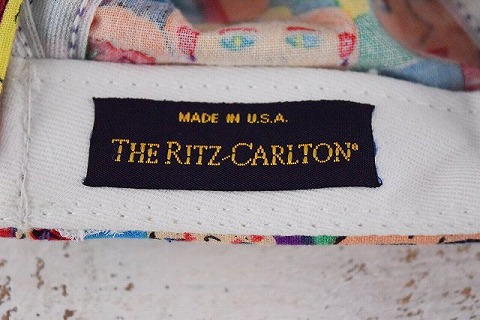 MADE IN U.S.A.
THE RITZ-CARLTON®